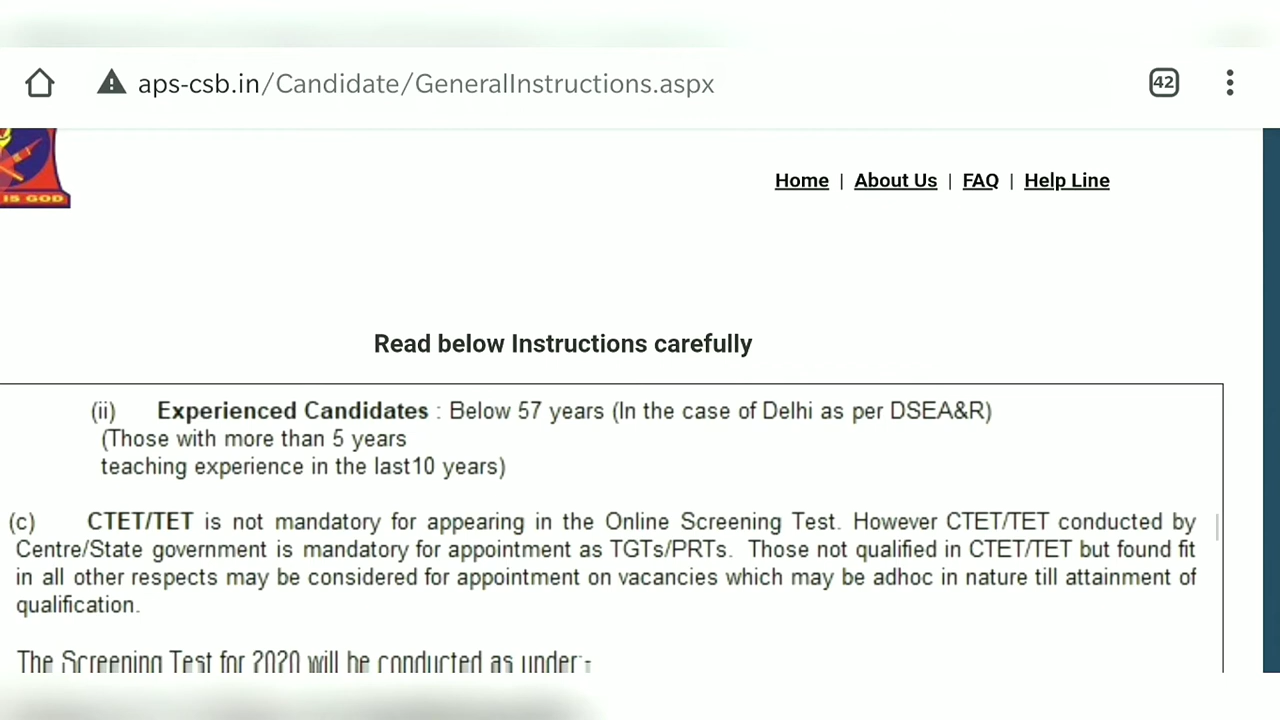 aps-csb.in/Candidate/GeneralInstructions.aspx
42
IS GOD
Home | About Us | FAQ | Help Line
Read below Instructions carefully
(ii) Experienced Candidates : Below 57 years (In the case of Delhi as per DSEA&R)
(Those with more than 5 years
teaching experience in the last10 years)
(c) CTET/TET is not mandatory for appearing in the Online Screening Test. However CTET/TET conducted by
Centre/State government is mandatory for appointment as TGTs/PRTs. Those not qualified in CTET/TET but found fit
in all other respects may be considered for appointment on vacancies which may be adhoc in nature till attainment of
qualification.
The Screening Test for 2020 will be conducted as under:-